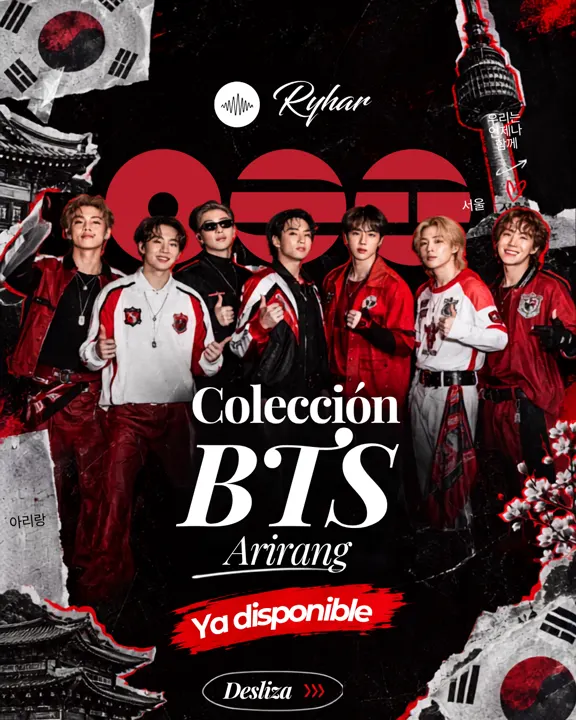 Ryhar
우리는
언제나
함께
서울
Colección
BTS
Arirang
아리랑
Ya disponible
Desliza